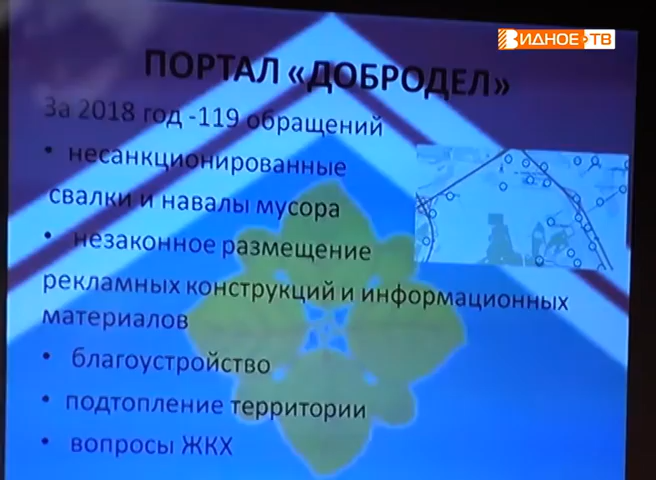 ВИДНОЕ ТВ
ПОРТАЛ «ДОБРОДЕЛ»
За 2018 год -119 обращений
• несанкционированные
свалки и навалы мусора
• незаконное размещение
рекламных конструкций и информационных
материалов
• благоустройство
• подтопление территории
• вопросы ЖКХ